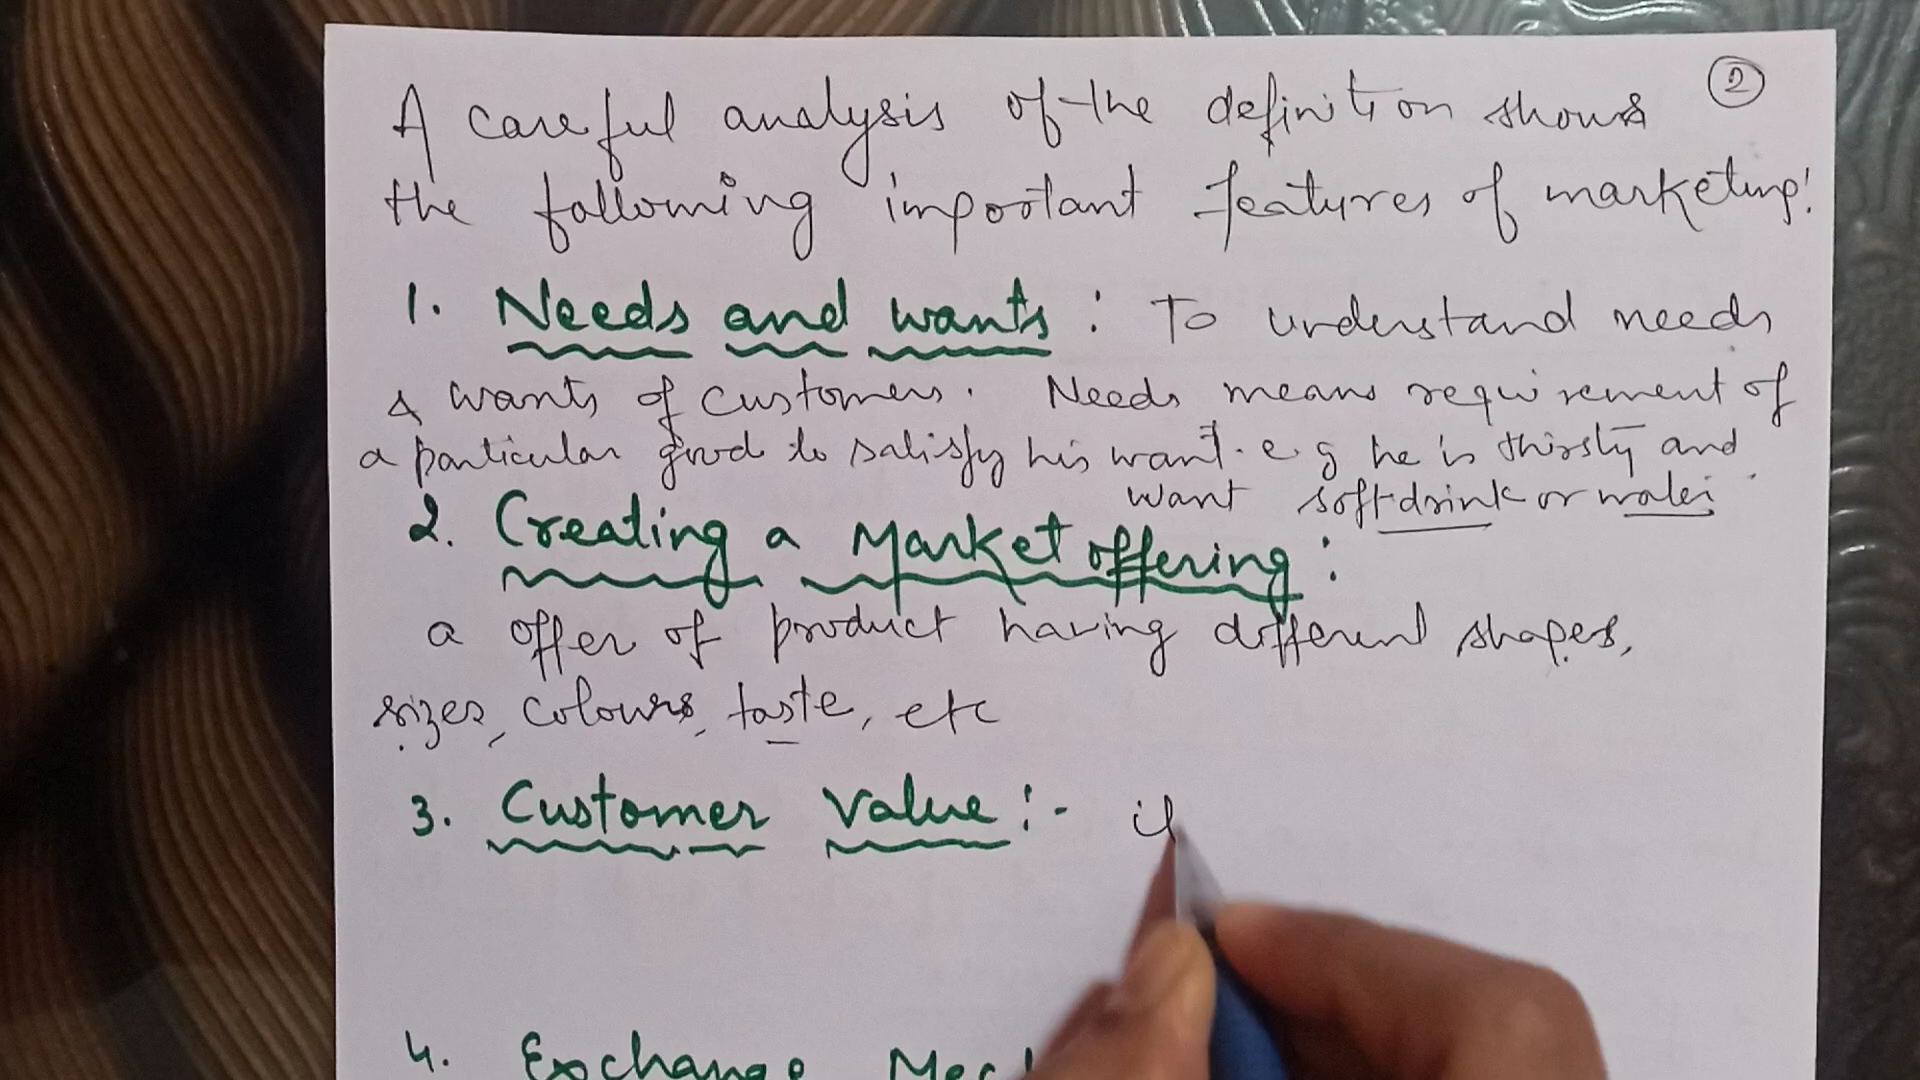 2
A careful analysis of the definition shows
the following important features of marketing:
1. Needs and wants : To understand needs
& wants of customers. Needs means requirement of
a particular good to satisfy his want. e.g he is thirsty and
want softdrink or water
2. Creating a Market offering :
a offer of product having different shapes,
sizes, colours, taste, etc
3. Customer Value :-
4. Exchange